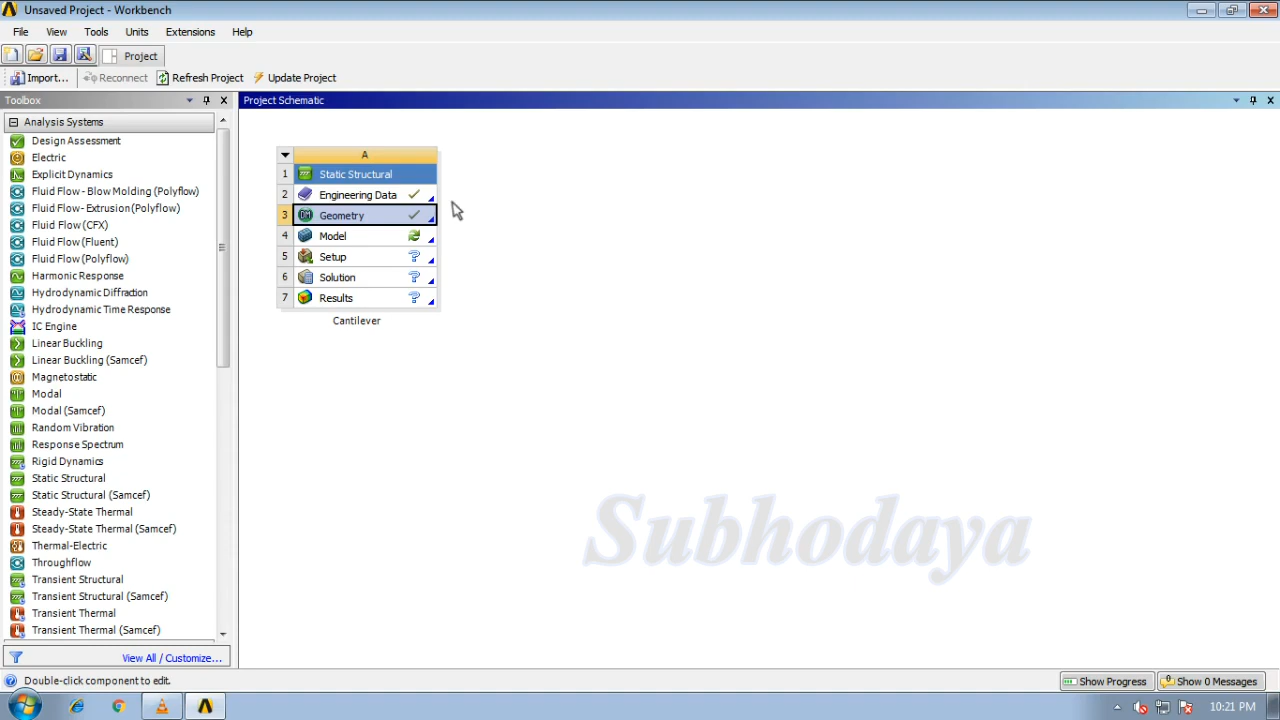 Unsaved Project - Workbench
File View Tools Units Extensions Help
Project
Import... Reconnect Refresh Project Update Project
Toolbox
Project Schematic
Analysis Systems
Design Assessment
Electric
Explicit Dynamics
Fluid Flow - Blow Molding (Polyflow)
Fluid Flow - Extrusion (Polyflow)
Fluid Flow (CFX)
Fluid Flow (Fluent)
Fluid Flow (Polyflow)
Harmonic Response
Hydrodynamic Diffraction
Hydrodynamic Time Response
IC Engine
Linear Buckling
Linear Buckling (Samcef)
Magnetostatic
Modal
Modal (Samcef)
Random Vibration
Response Spectrum
Rigid Dynamics
Static Structural
Static Structural (Samcef)
Steady-State Thermal
Steady-State Thermal (Samcef)
Thermal-Electric
Throughflow
Transient Structural
Transient Structural (Samcef)
Transient Thermal
Transient Thermal (Samcef)
View All / Customize...
A
1 Static Structural
2 Engineering Data
3 Geometry
4 Model
5 Setup
6 Solution
7 Results
Cantilever
Subhodaya
Double-click component to edit.
Show Progress Show 0 Messages
10:21 PM